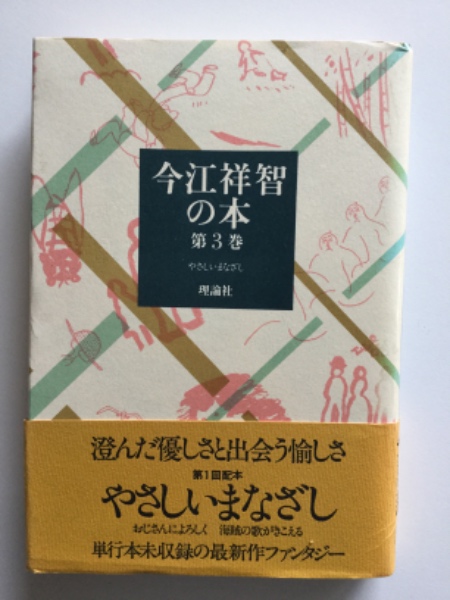 今江祥智
の本
第3巻
やさしいまなざし
理論社
澄んだ優しさと出会う愉しさ
第1回配本
やさしいまなざし
おじさんによろしく 海賊の歌がきこえる
単行本未収録の最新作ファンタジー